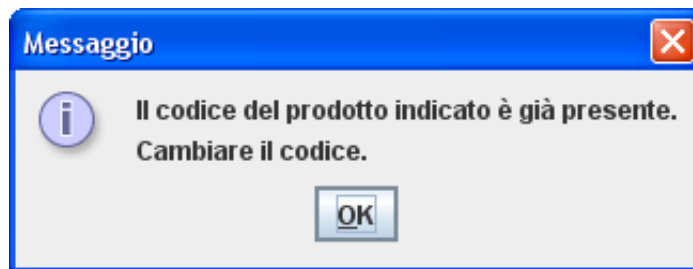 Messaggio
Il codice del prodotto indicato è già presente.
Cambiare il codice.
OK